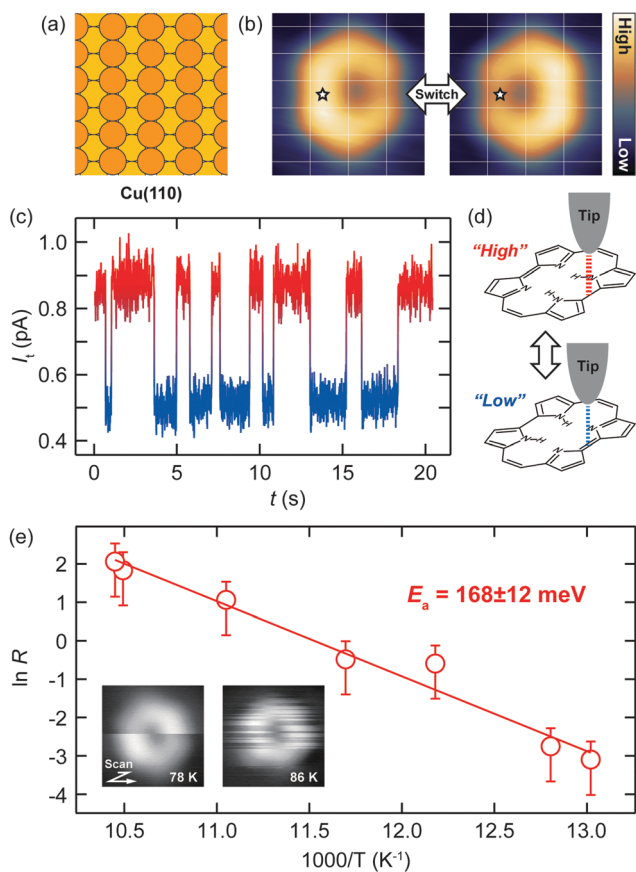 (a)
(b)
Switch
High
Low
Cu(110)
(c)
I_t (pA)
1.0
0.8
0.6
0.4
0
5
10
15
20
t (s)
(d)
Tip
"High"
N
H-N
N
N-H
Tip
"Low"
N
H
N
N-H
N
(e)
ln R
2
1
0
-1
-2
-3
-4
E_a = 168±12 meV
Scan
78 K
86 K
10.5
11.0
11.5
12.0
12.5
13.0
1000/T (K⁻¹)